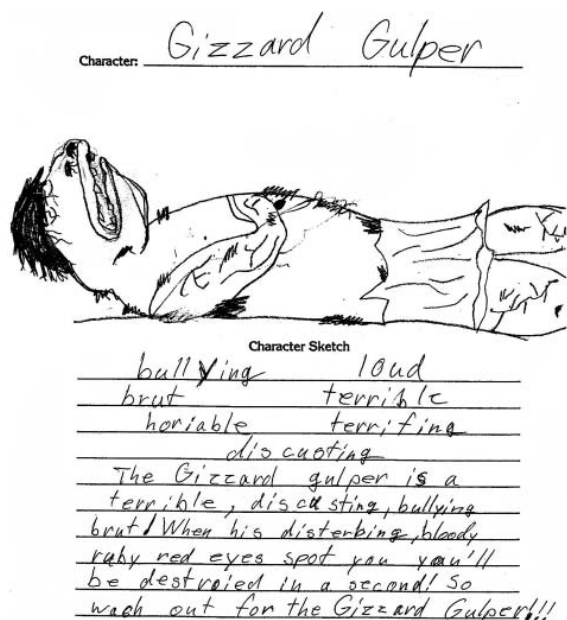 Character: Gizzard Gulper
Character Sketch
bullying loud
brut terrible
horiable terrifing
discusting
The Gizzard gulper is a
terrible, discusting, bullying
brut! When his disterbing, bloody
ruby red eyes spot you you'll
be destroied in a second! So
wach out for the Gizzard Gulper!!!